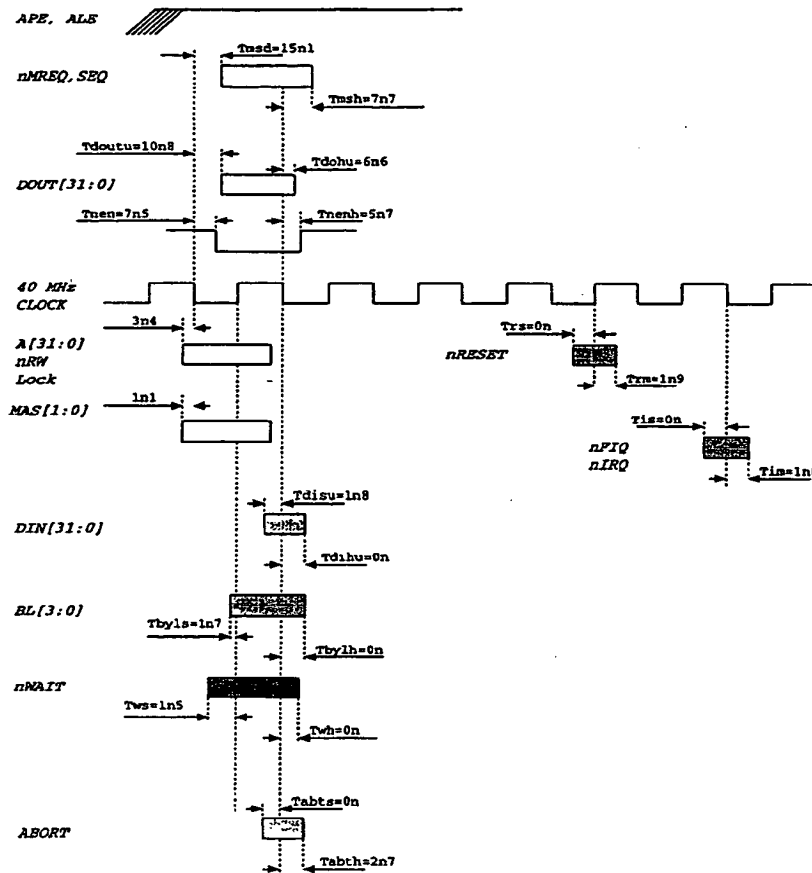 APE, ALE
Tmsd=15n1
nMREQ,SEQ
Tmsh=7n7
Tdoutu=10n8
Tdohu=6n6
DOUT[31:0]
Tnen=7n5
Tnenh=5n7
40 MHz
CLOCK
3n4
Trs=0n
A[31:0]
nRW
Lock
nRESET
Trm=1n9
1n1
MAS[1:0]
Tis=0n
nFIQ
nIRQ
Tim=1n
Tdisu=1n8
DIN[31:0]
Tdihu=0n
BL[3:0]
Tbyls=1n7
Tbylh=0n
nWAIT
Tws=1n5
Twh=0n
Tabts=0n
ABORT
Tabth=2n7